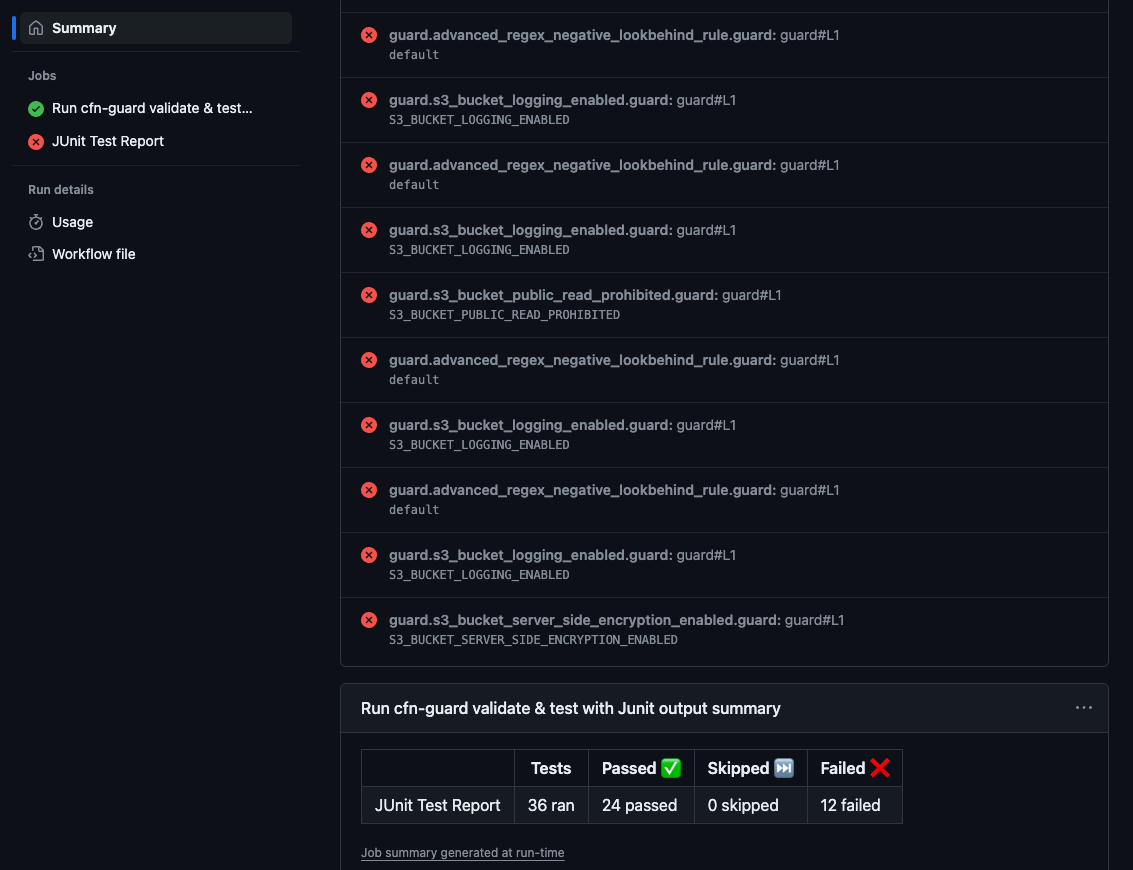 Summary
Jobs
Run cfn-guard validate & test...
JUnit Test Report
Run details
Usage
Workflow file
guard.advanced_regex_negative_lookbehind_rule.guard: guard#L1
default
guard.s3_bucket_logging_enabled.guard: guard#L1
S3_BUCKET_LOGGING_ENABLED
guard.advanced_regex_negative_lookbehind_rule.guard: guard#L1
default
guard.s3_bucket_logging_enabled.guard: guard#L1
S3_BUCKET_LOGGING_ENABLED
guard.s3_bucket_public_read_prohibited.guard: guard#L1
S3_BUCKET_PUBLIC_READ_PROHIBITED
guard.advanced_regex_negative_lookbehind_rule.guard: guard#L1
default
guard.s3_bucket_logging_enabled.guard: guard#L1
S3_BUCKET_LOGGING_ENABLED
guard.advanced_regex_negative_lookbehind_rule.guard: guard#L1
default
guard.s3_bucket_logging_enabled.guard: guard#L1
S3_BUCKET_LOGGING_ENABLED
guard.s3_bucket_server_side_encryption_enabled.guard: guard#L1
S3_BUCKET_SERVER_SIDE_ENCRYPTION_ENABLED
Run cfn-guard validate & test with Junit output summary
Tests Passed ✅ Skipped ⏭️ Failed ❌
JUnit Test Report 36 ran 24 passed 0 skipped 12 failed
Job summary generated at run-time